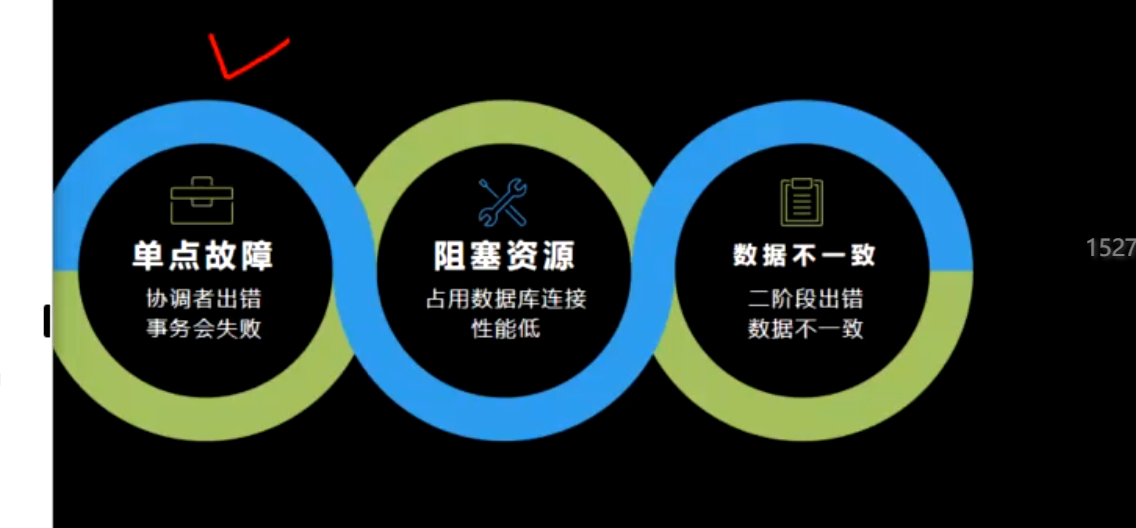 单点故障
协调者出错
事务会失败
阻塞资源
占用数据库连接
性能低
数据不一致
二阶段出错
数据不一致
1527